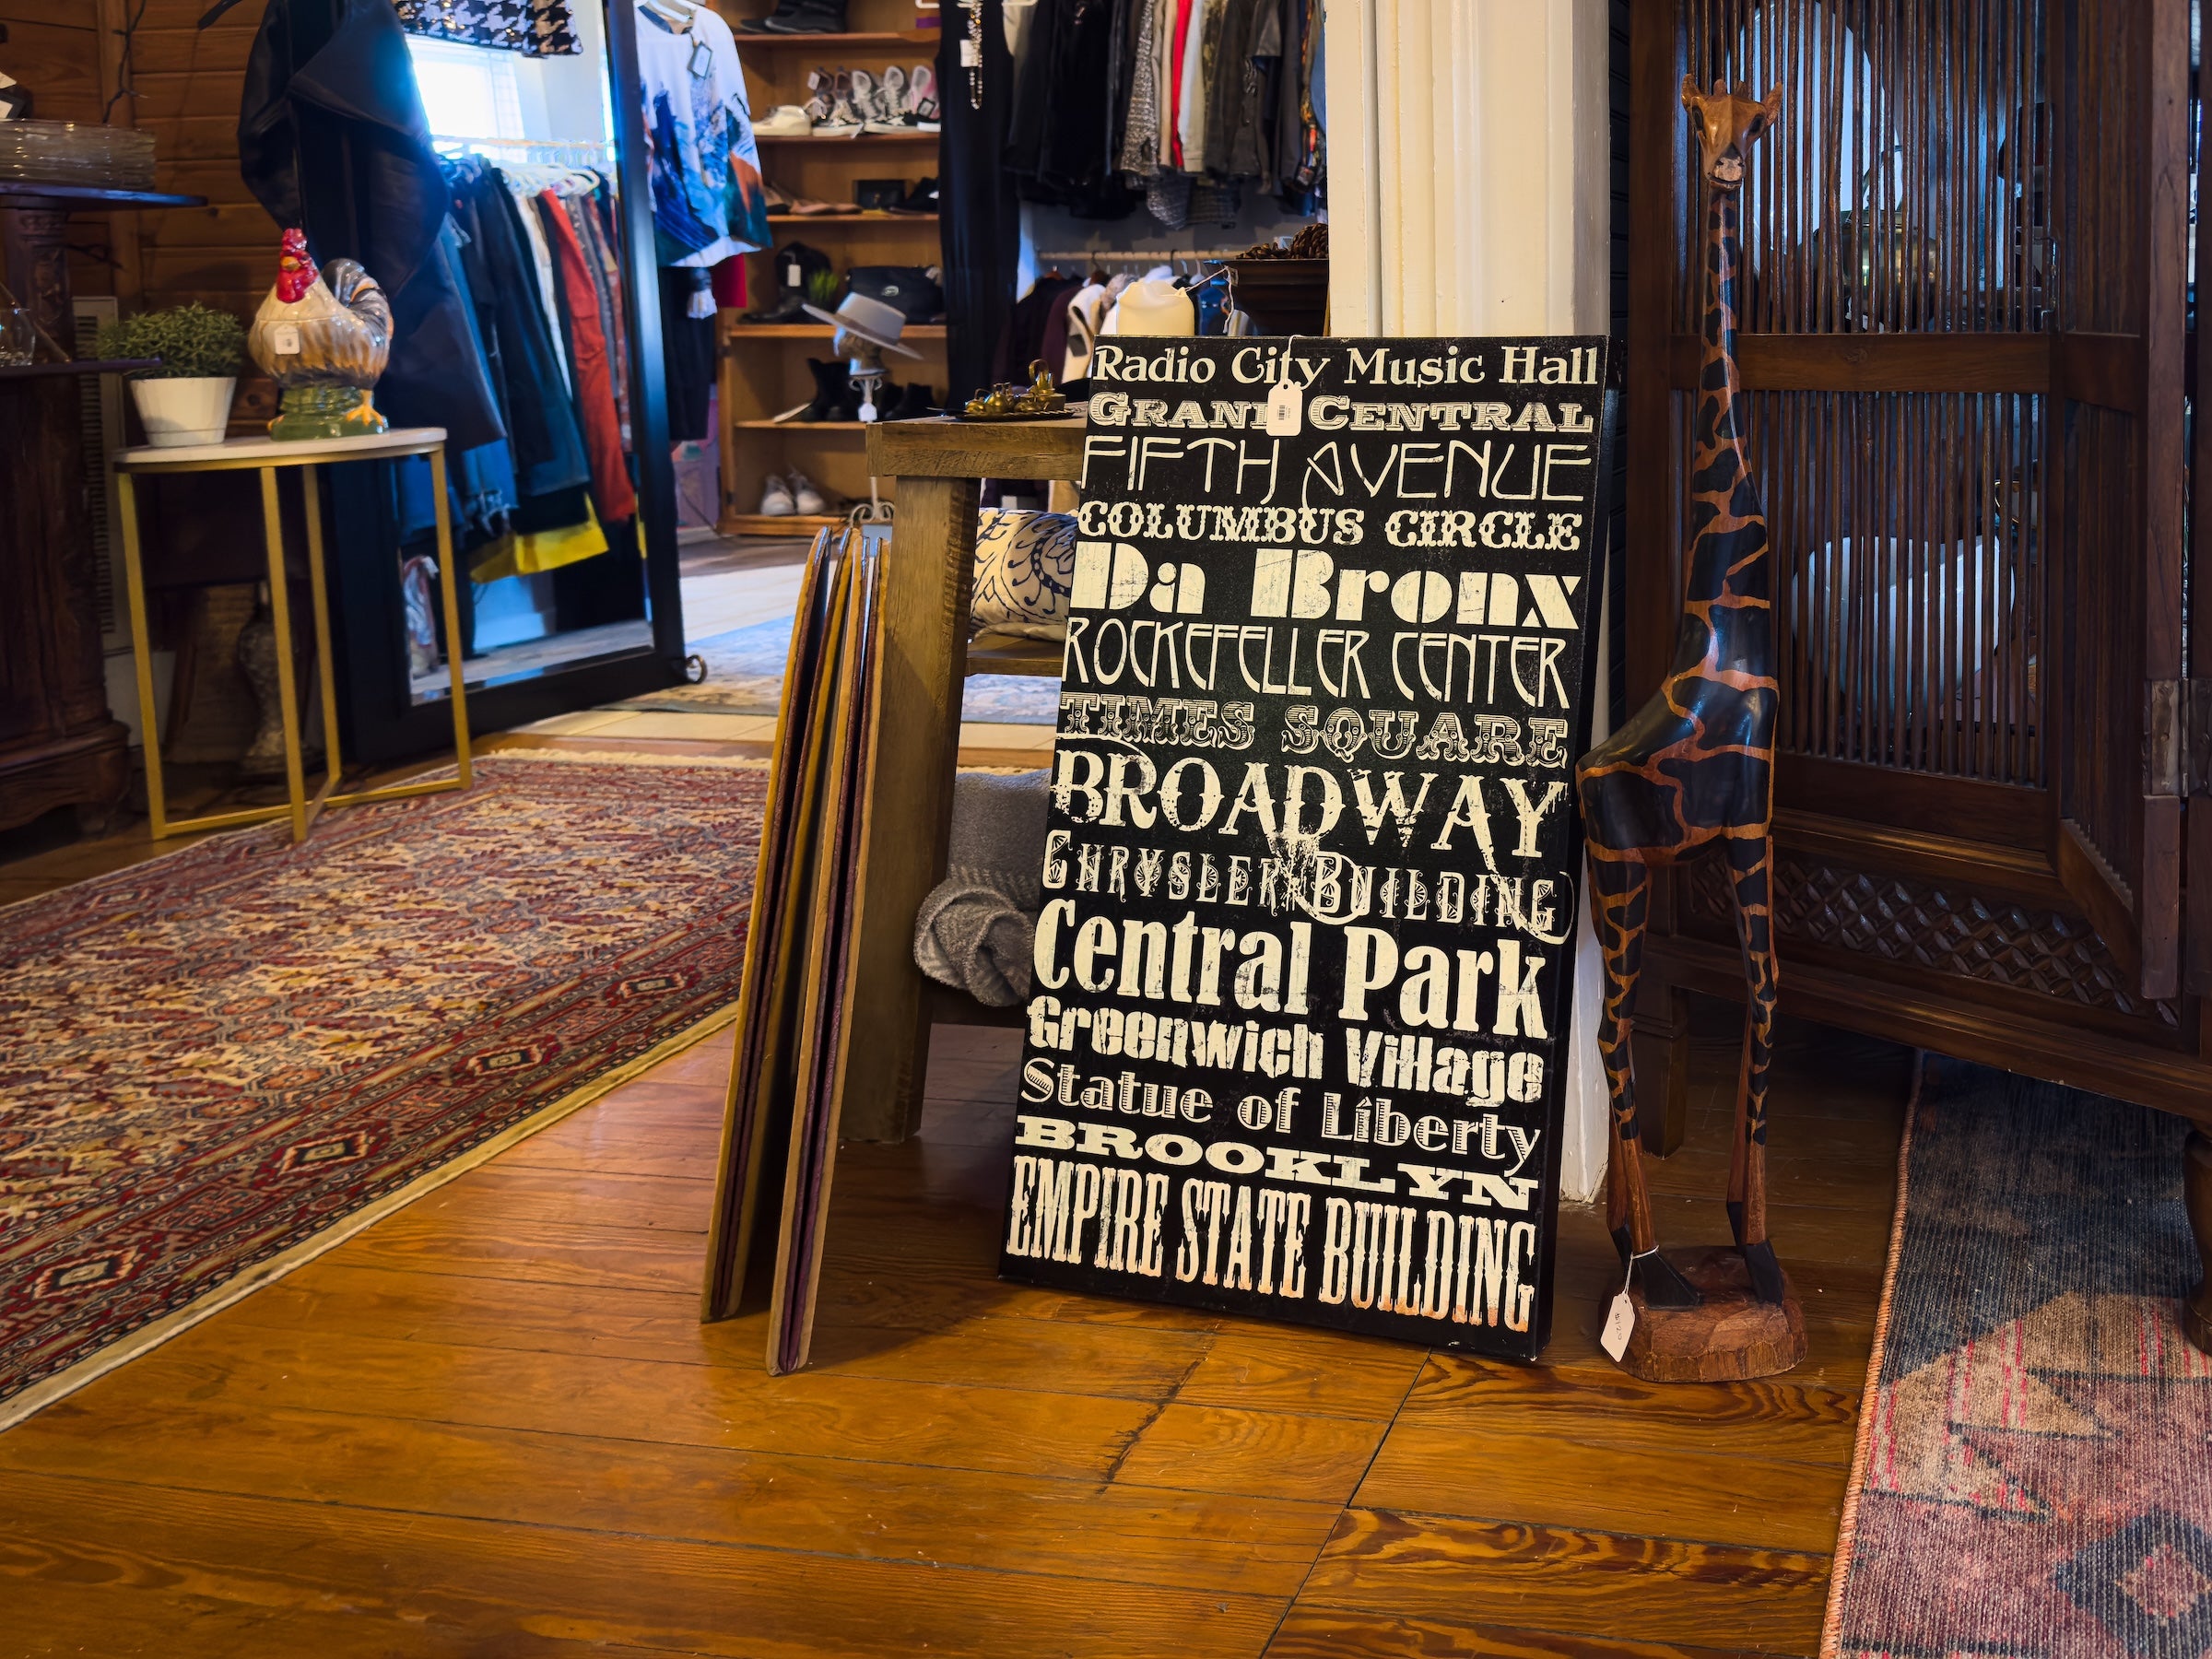 Radio City Music Hall
GRAND CENTRAL
FIFTH AVENUE
COLUMBUS CIRCLE
Da Bronx
ROCKEFELLER CENTER
TIMES SQUARE
BROADWAY
CHRYSLER BUILDING
Central Park
Greenwich Village
Statue of Liberty
BROOKLYN
EMPIRE STATE BUILDING